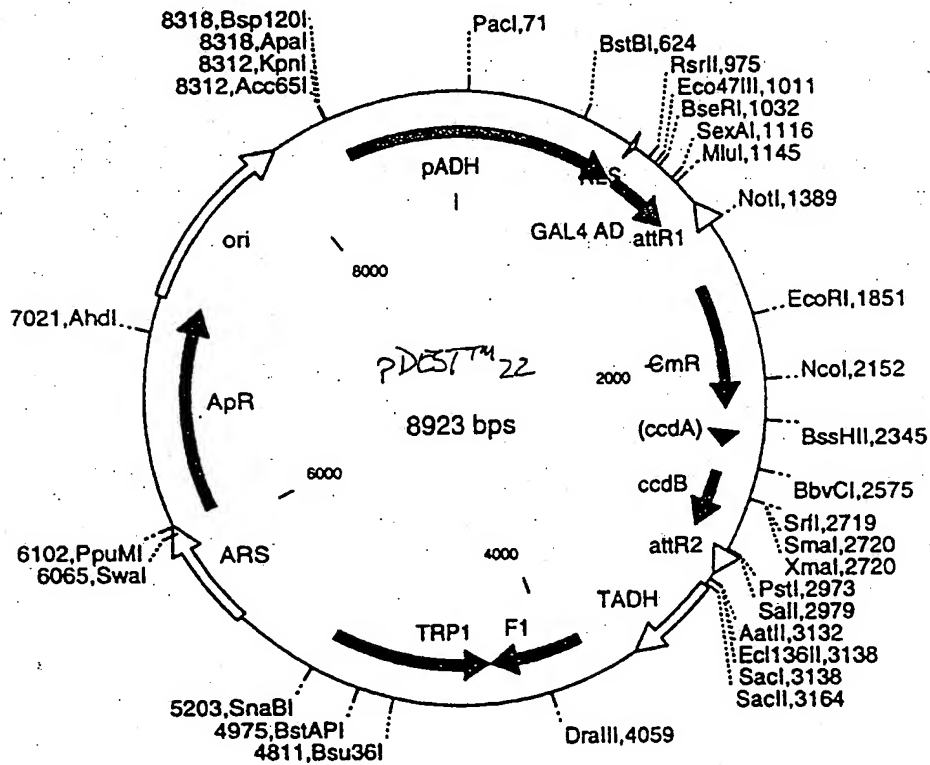 8318,Bsp120I
8318,ApaI
8312,KpnI
8312,Acc65I
PacI,71
BstBI,624
RsrII,975
Eco47III,1011
BseRI,1032
SexAI,1116
MluI,1145
NotI,1389
pADH
NLS
GAL4 AD
attR1
ori
8000
7021,AhdI
EcoRI,1851
pDEST™22
2000
CmR
NcoI,2152
ApR
8923 bps
(ccdA)
BssHII,2345
ccdB
BbvCI,2575
6000
SrfI,2719
SmaI,2720
XmaI,2720
attR2
6102,PpuMI
6065,SwaI
ARS
4000
PstI,2973
SalI,2979
TADH
AatII,3132
Ecl136II,3138
SacI,3138
SacII,3164
TRP1
F1
5203,SnaBI
4975,BstAPI
4811,Bsu36I
DraIII,4059